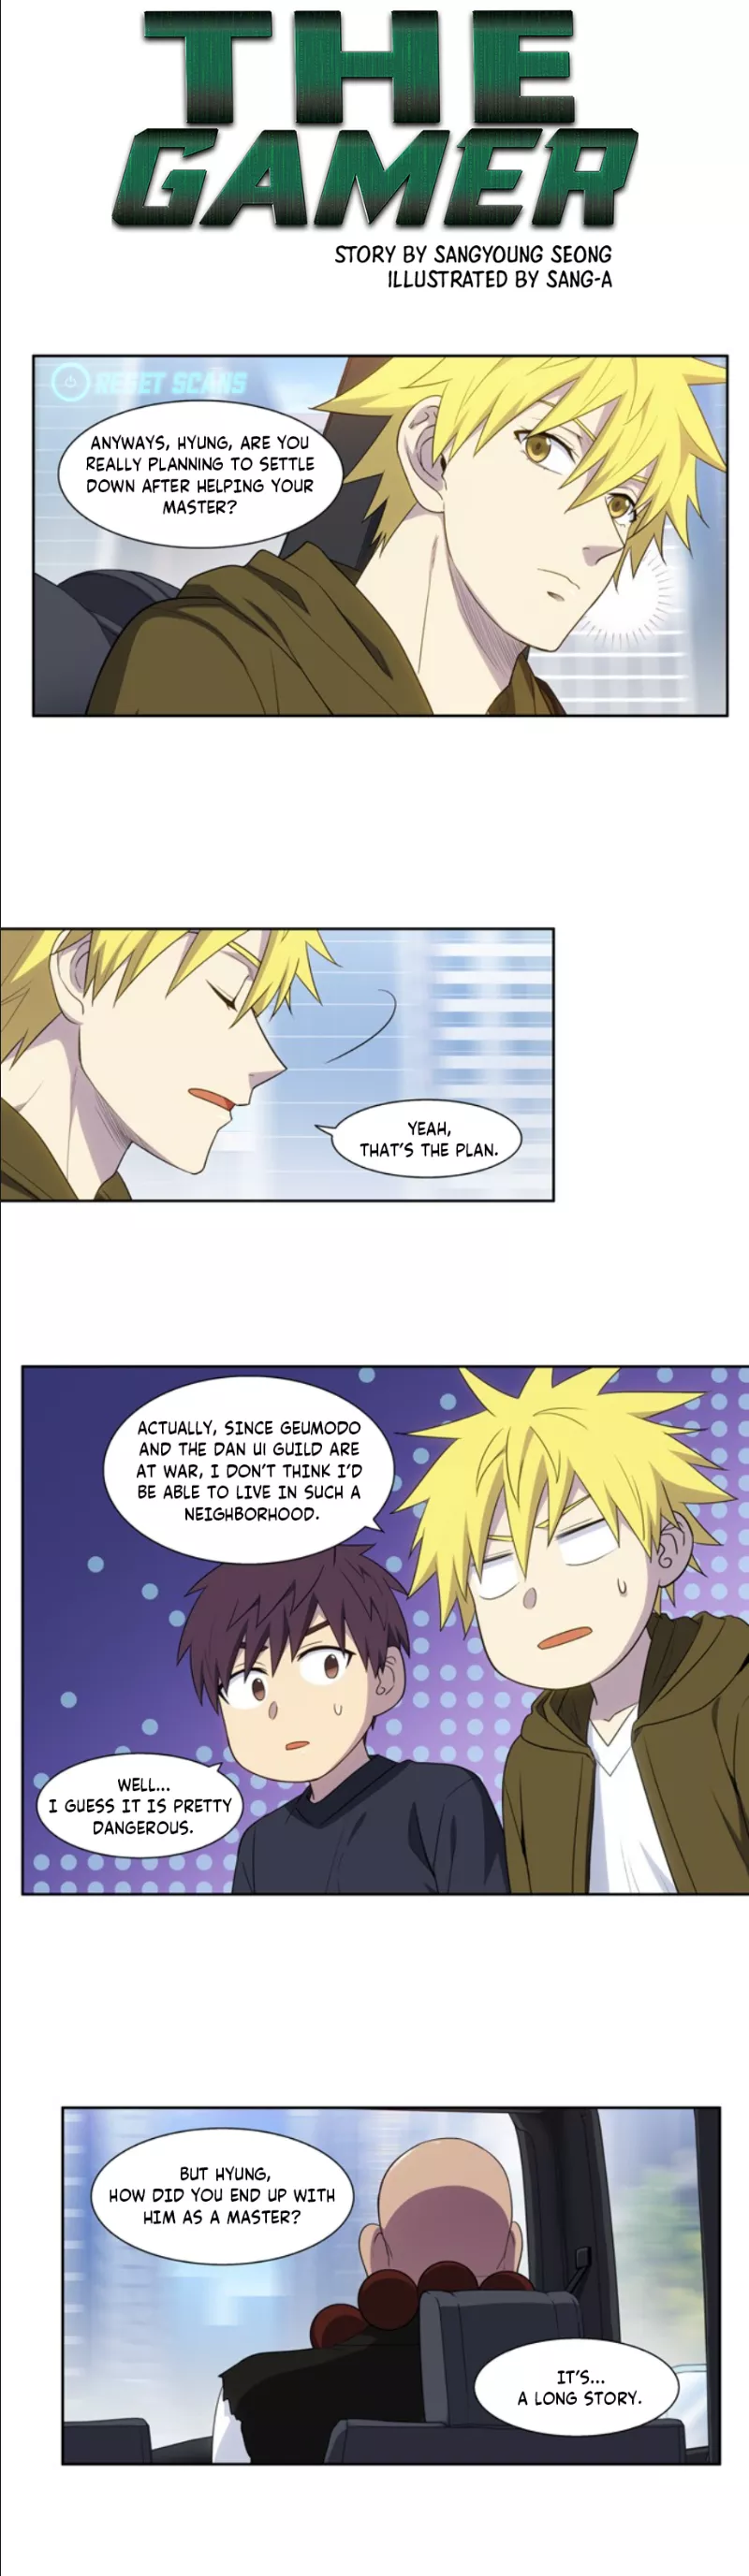 THE
GAMER
STORY BY SANGYOUNG SEONG
ILLUSTRATED BY SANG-A
RESET SCANS
ANYWAYS, HYUNG, ARE YOU
REALLY PLANNING TO SETTLE
DOWN AFTER HELPING YOUR
MASTER?
YEAH,
THAT'S THE PLAN.
ACTUALLY, SINCE GEUMODO
AND THE DAN UI GUILD ARE
AT WAR, I DON'T THINK I'D
BE ABLE TO LIVE IN SUCH A
NEIGHBORHOOD.
WELL...
I GUESS IT IS PRETTY
DANGEROUS.
BUT HYUNG,
HOW DID YOU END UP WITH
HIM AS A MASTER?
IT'S...
A LONG STORY.